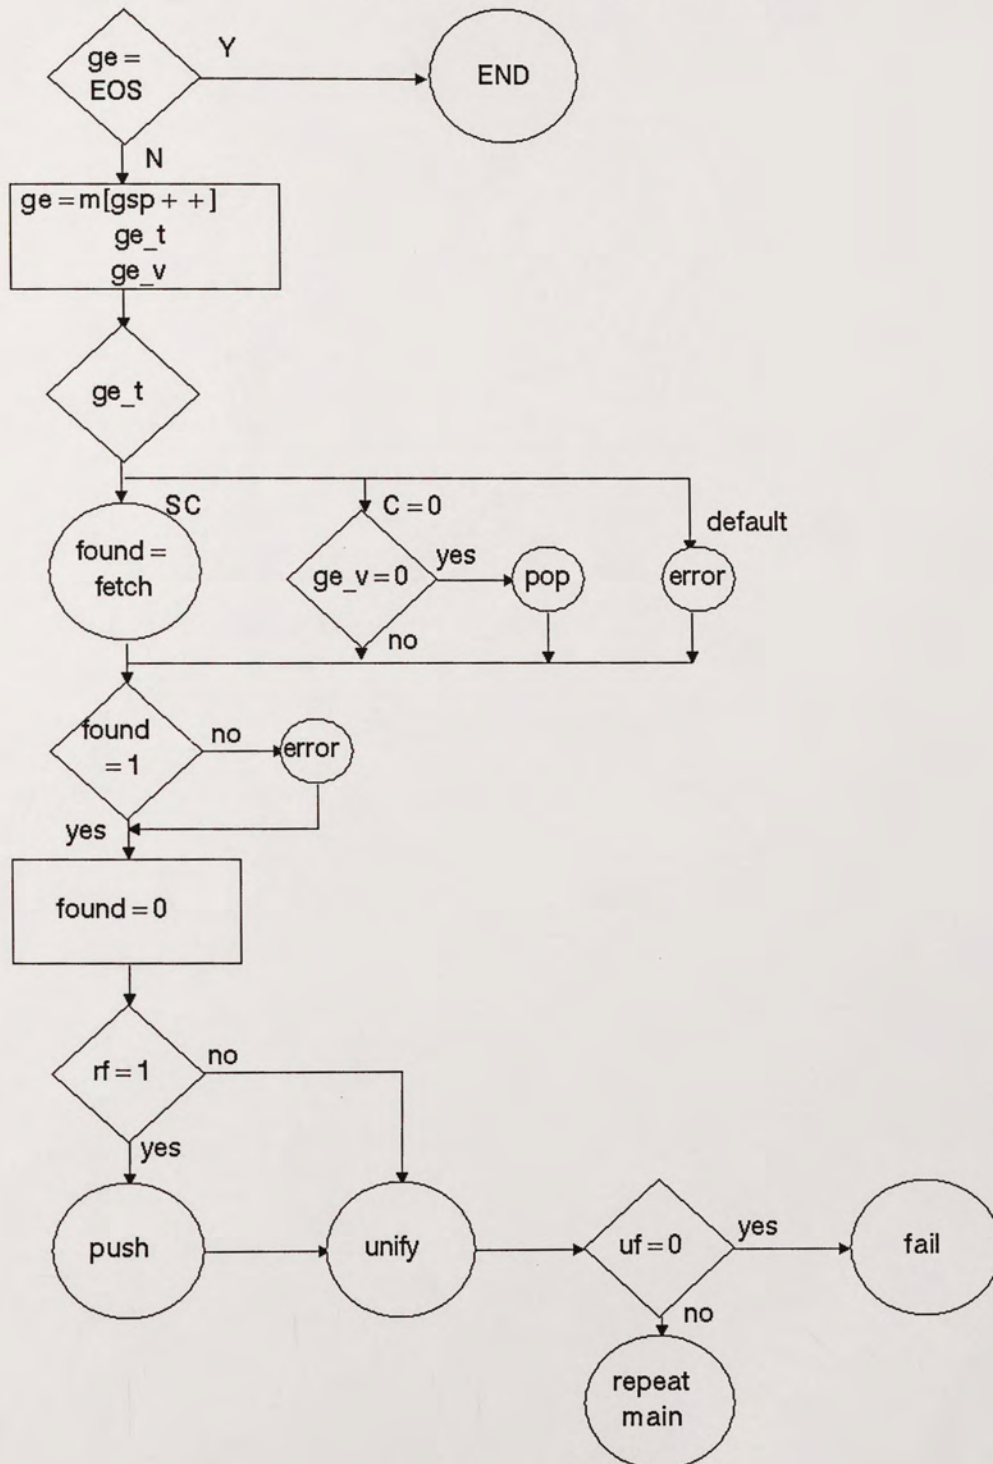 ge =
EOS
Y
END
N
ge = m[gsp + +]
ge_t
ge_v
ge_t
SC
C = 0
default
found =
fetch
ge_v = 0
yes
pop
error
no
found
= 1
no
error
yes
found = 0
rf = 1
no
yes
push
unify
uf = 0
yes
fail
no
repeat
main